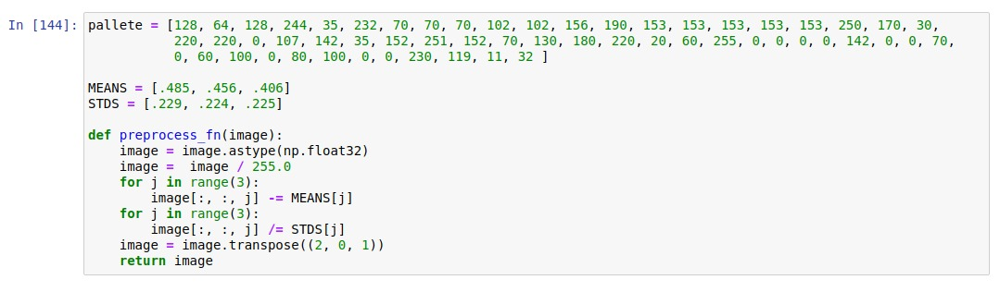 In [144]: pallete = [128, 64, 128, 244, 35, 232, 70, 70, 70, 102, 102, 156, 190, 153, 153, 153, 153, 153, 250, 170, 30,
           220, 220, 0, 107, 142, 35, 152, 251, 152, 70, 130, 180, 220, 20, 60, 255, 0, 0, 0, 0, 142, 0, 0, 70,
           0, 60, 100, 0, 80, 100, 0, 0, 230, 119, 11, 32 ]

MEANS = [.485, .456, .406]
STDS = [.229, .224, .225]

def preprocess_fn(image):
    image = image.astype(np.float32)
    image =  image / 255.0
    for j in range(3):
        image[:, :, j] -= MEANS[j]
    for j in range(3):
        image[:, :, j] /= STDS[j]
    image = image.transpose((2, 0, 1))
    return image